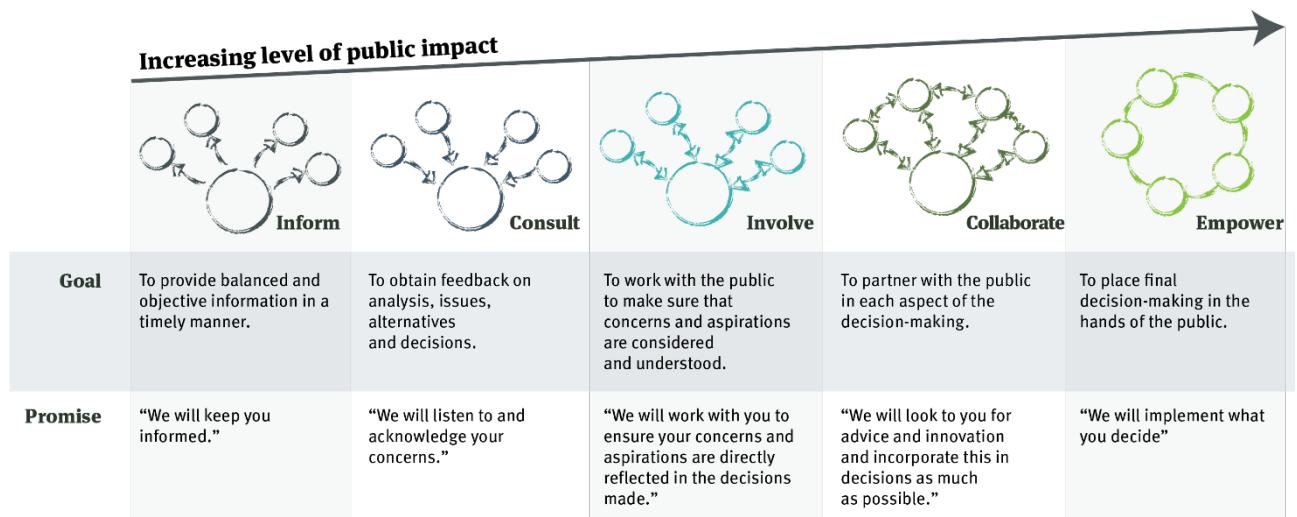 Increasing level of public impact
Inform
Consult
Involve
Collaborate
Empower
Goal
To provide balanced and
objective information in a
timely manner.
To obtain feedback on
analysis, issues,
alternatives
and decisions.
To work with the public
to make sure that
concerns and aspirations
are considered
and understood.
To partner with the public
in each aspect of the
decision-making.
To place final
decision-making in the
hands of the public.
Promise
“We will keep you
informed.”
“We will listen to and
acknowledge your
concerns.”
“We will work with you to
ensure your concerns and
aspirations are directly
reflected in the decisions
made.”
“We will look to you for
advice and innovation
and incorporate this in
decisions as much
as possible.”
“We will implement what
you decide”